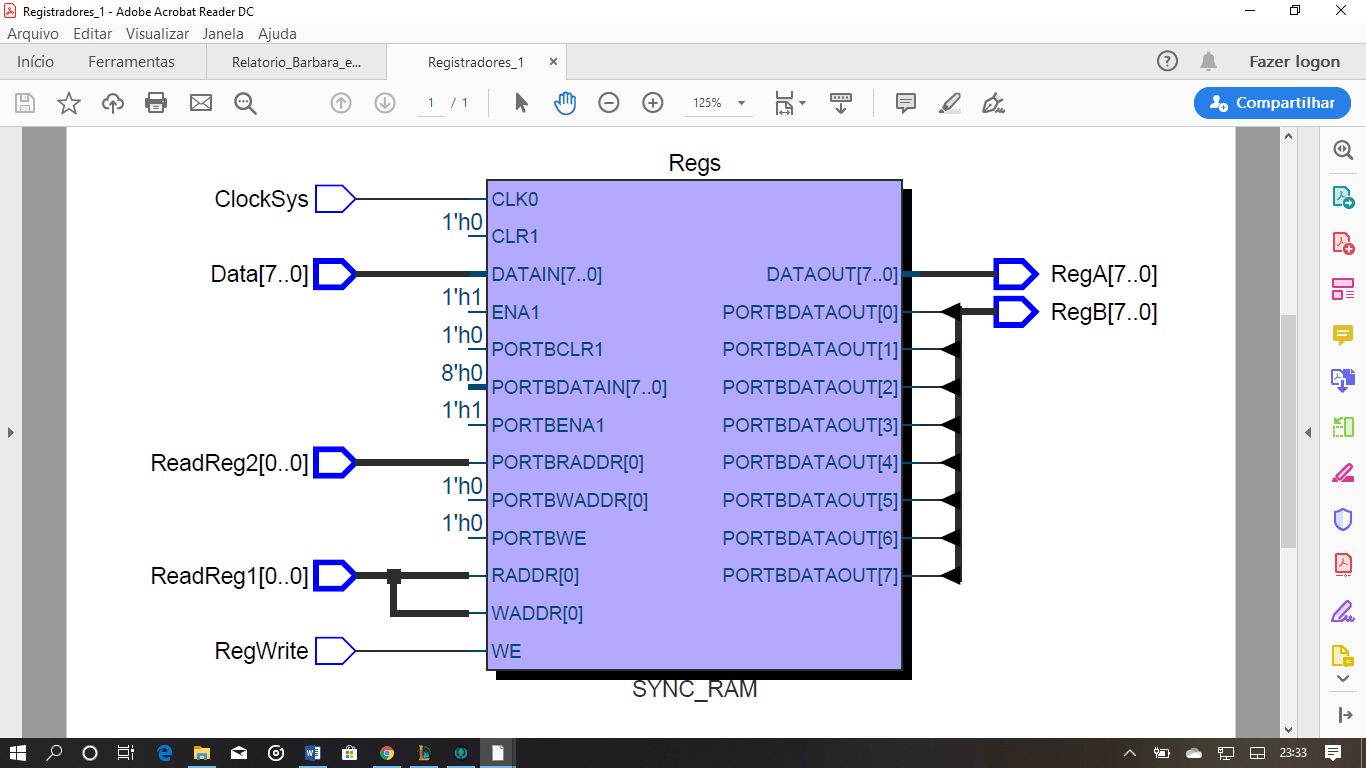 Registradores_1 - Adobe Acrobat Reader DC
Arquivo Editar Visualizar Janela Ajuda
Início Ferramentas Relatorio_Barbara_e... Registradores_1 ×
1 / 1 125% Compartilhar
Fazer logon
Regs
ClockSys CLK0
1'h0 CLR1
Data[7..0] DATAIN[7..0] DATAOUT[7..0] RegA[7..0]
1'h1 ENA1 PORTBDATAOUT[0] RegB[7..0]
1'h0 PORTBCLR1 PORTBDATAOUT[1]
8'h0 PORTBDATAIN[7..0] PORTBDATAOUT[2]
1'h1 PORTBENA1 PORTBDATAOUT[3]
ReadReg2[0..0] PORTBRADDR[0] PORTBDATAOUT[4]
1'h0 PORTBWADDR[0] PORTBDATAOUT[5]
1'h0 PORTBWE PORTBDATAOUT[6]
ReadReg1[0..0] RADDR[0] PORTBDATAOUT[7]
WADDR[0]
RegWrite WE
SYNC_RAM
23:33